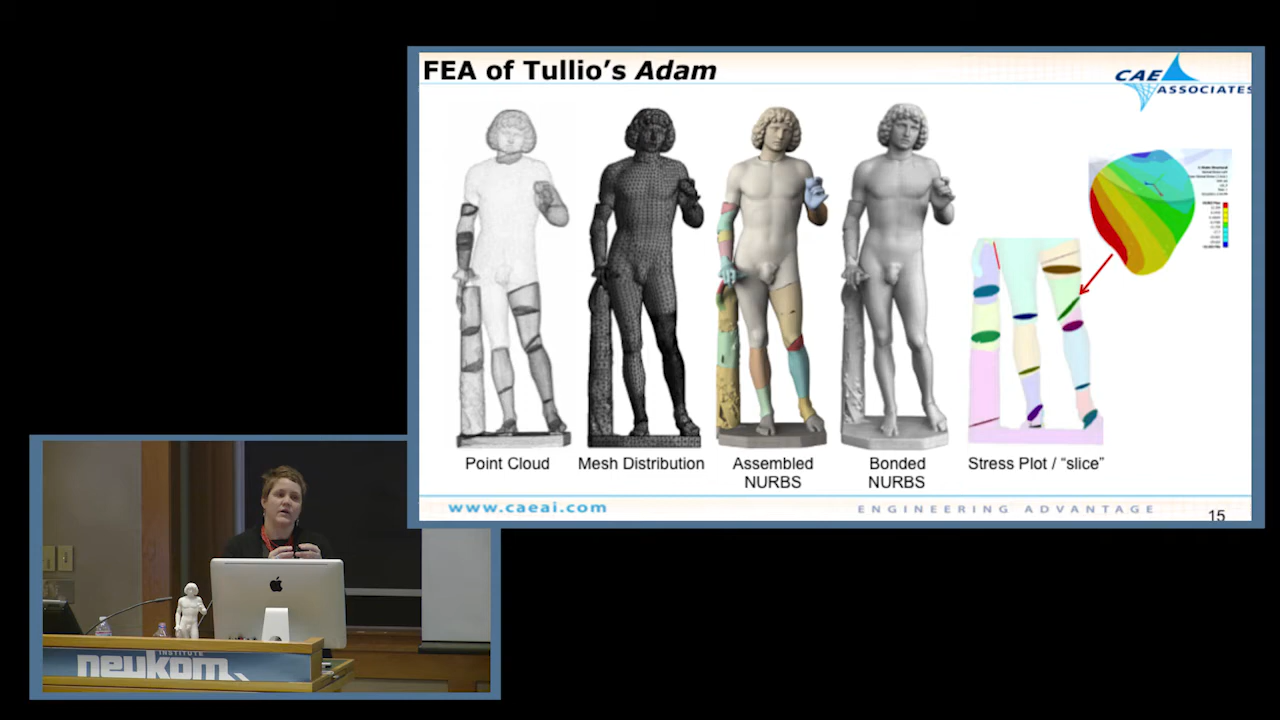 FEA of Tullio's Adam
CAE
ASSOCIATES
Point Cloud
Mesh Distribution
Assembled
NURBS
Bonded
NURBS
Stress Plot / “slice”
www.caeai.com
ENGINEERING ADVANTAGE
15
INSTITUTE
neukom